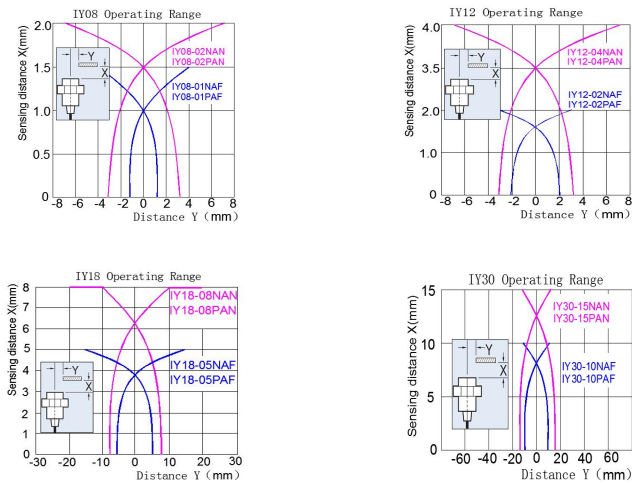 IY08 Operating Range
Sensing distance X(mm)
2.0
1.5
1.0
0.5
0
Y
X
IY08-02NAN
IY08-02PAN
IY08-01NAF
IY08-01PAF
-8 -6 -4 -2 0 2 4 6 8
Distance Y (mm)
IY12 Operating Range
Sensing distance X(mm)
4.0
3.5
2.0
1.0
0
Y
X
IY12-04NAN
IY12-04PAN
IY12-02NAF
IY12-02PAF
-8 -6 -4 -2 0 2 4 6 8
Distance Y (mm)
IY18 Operating Range
Sensing distance X(mm)
8
7
6
5
4
3
2
1
0
Y
X
IY18-08NAN
IY18-08PAN
IY18-05NAF
IY18-05PAF
-30 -20 -10 0 10 20 30
Distance Y (mm)
IY30 Operating Range
Sensing distance X(mm)
15
10
5
0
Y
X
IY30-15NAN
IY30-15PAN
IY30-10NAF
IY30-10PAF
-60 -40 -20 0 20 40 60
Distance Y (mm)